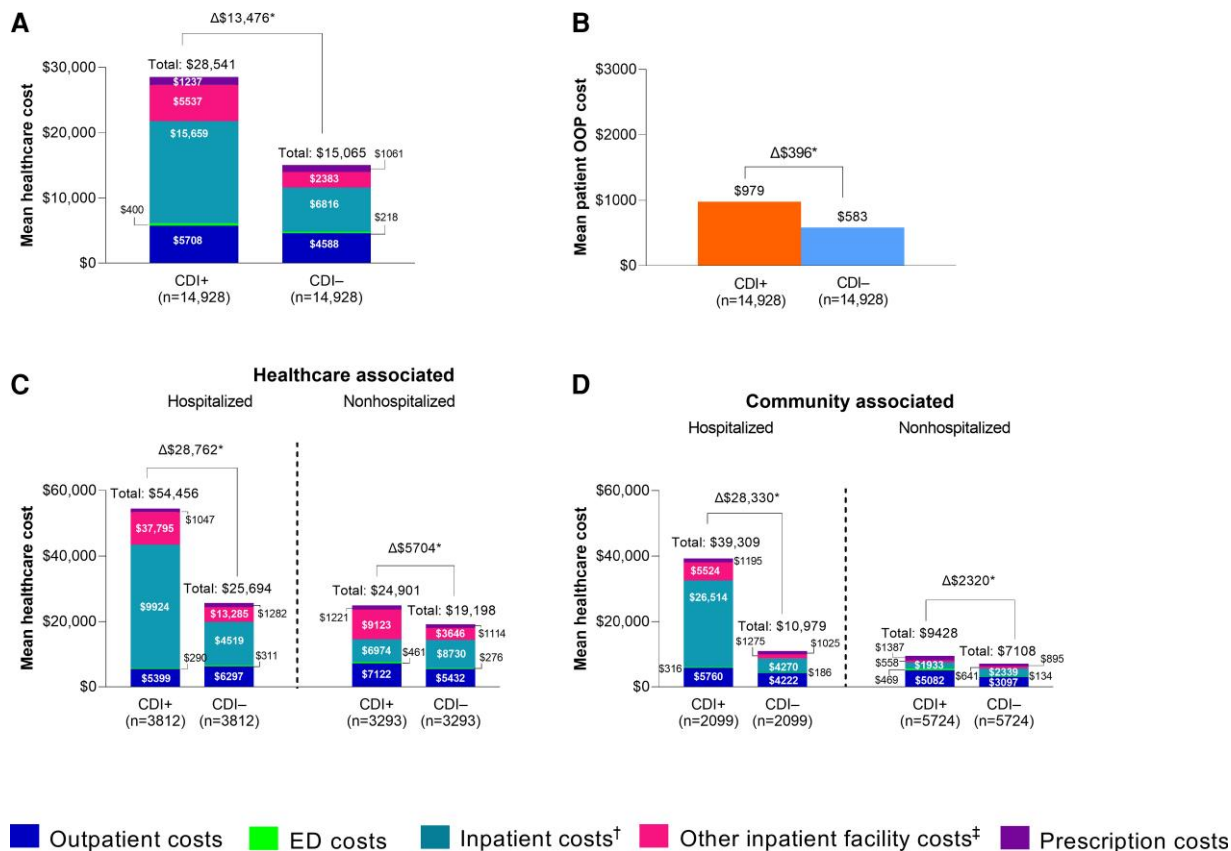 A
Δ$13,476*
Mean healthcare cost
$30,000
$20,000
$10,000
$0
Total: $28,541
$1237
$5537
$15,659
$400
$5708
Total: $15,065
$1061
$2383
$6816
$218
$4588
CDI+
(n=14,928)
CDI–
(n=14,928)
B
Mean patient OOP cost
$3000
$2000
$1000
$0
Δ$396*
$979
$583
CDI+
(n=14,928)
CDI–
(n=14,928)
C
Healthcare associated
Hospitalized
Nonhospitalized
Mean healthcare cost
$60,000
$40,000
$20,000
$0
Δ$28,762*
Total: $54,456
$1047
$37,795
$9924
$290
$5399
Total: $25,694
$1282
$13,285
$4519
$311
$6297
Δ$5704*
Total: $24,901
$1221
$9123
$6974
$461
$7122
Total: $19,198
$1114
$3646
$8730
$276
$5432
CDI+
(n=3812)
CDI–
(n=3812)
CDI+
(n=3293)
CDI–
(n=3293)
D
Community associated
Hospitalized
Nonhospitalized
Mean healthcare cost
$60,000
$40,000
$20,000
$0
Δ$28,330*
Total: $39,309
$1195
$5524
$26,514
$316
$5760
Total: $10,979
$1275
$1025
$4270
$186
$4222
Δ$2320*
Total: $9428
$1387
$558
$1933
$469
$5082
Total: $7108
$895
$641
$2339
$134
$3097
CDI+
(n=2099)
CDI–
(n=2099)
CDI+
(n=5724)
CDI–
(n=5724)
Outpatient costs
ED costs
Inpatient costs†
Other inpatient facility costs‡
Prescription costs